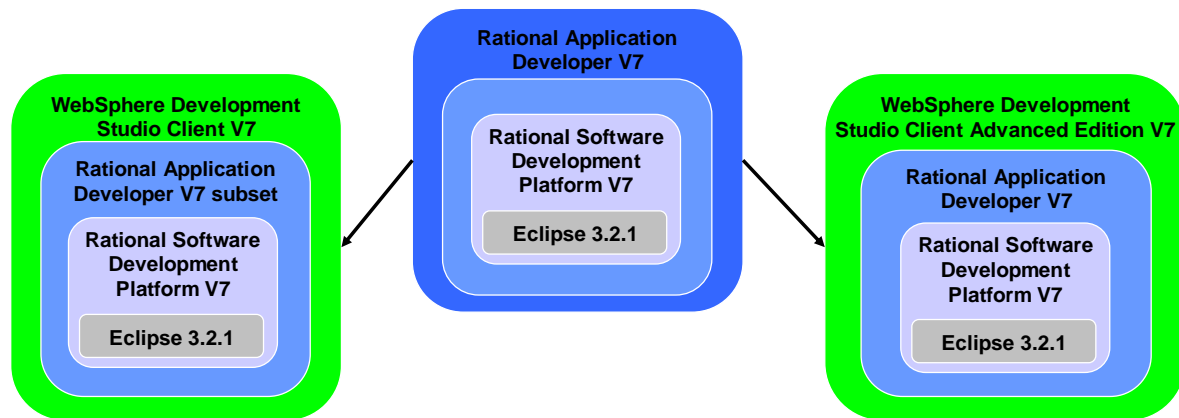 WebSphere Development
Studio Client V7
Rational Application
Developer V7 subset
Rational Software
Development
Platform V7
Eclipse 3.2.1
Rational Application
Developer V7
Rational Software
Development
Platform V7
Eclipse 3.2.1
WebSphere Development
Studio Client Advanced Edition V7
Rational Application
Developer V7
Rational Software
Development
Platform V7
Eclipse 3.2.1